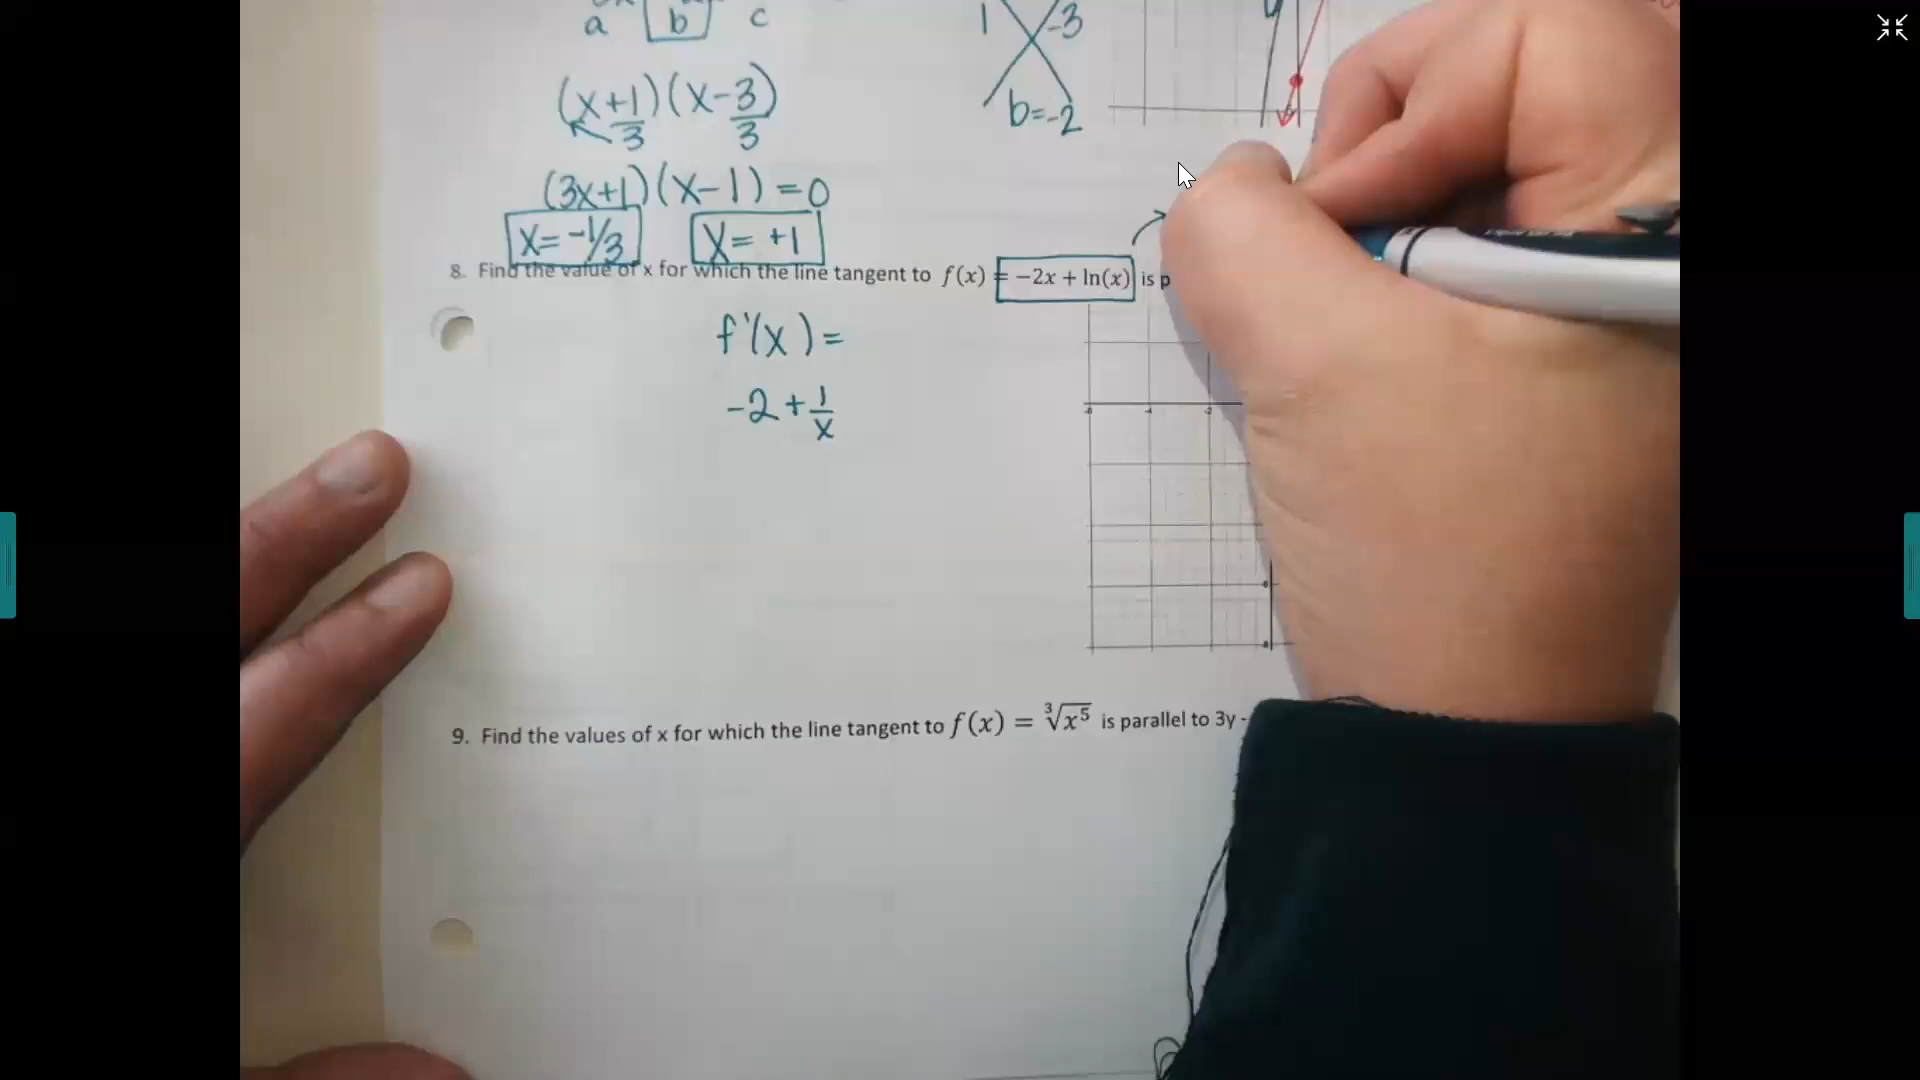 a b c
1 -3
(x+1/3)(x-3/3)
b=-2
(3x+1)(x-1)=0
x=-1/3 x=+1
8. Find the value of x for which the line tangent to f(x) = −2x + ln(x) is p
f'(x)=
-2+1/x
-4 -2
9. Find the values of x for which the line tangent to f(x) = ∛x⁵ is parallel to 3y -